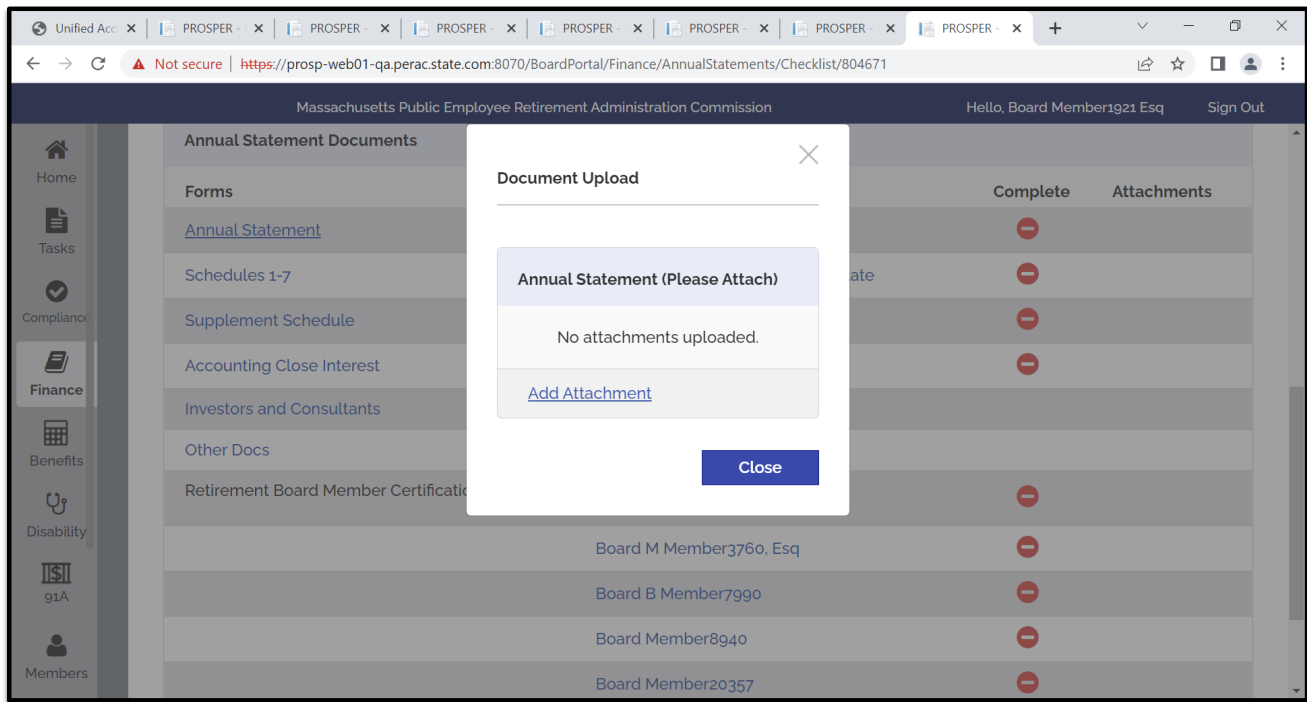 Unified Acc
PROSPER -
PROSPER -
PROSPER -
PROSPER -
PROSPER -
PROSPER -
PROSPER -
Not secure | https://prosp-web01-qa.perac.state.com:8070/BoardPortal/Finance/AnnualStatements/Checklist/804671
Massachusetts Public Employee Retirement Administration Commission
Hello, Board Member1921 Esq
Sign Out
Home
Tasks
Compliance
Finance
Benefits
Disability
91A
Members
Annual Statement Documents
Forms Complete Attachments
Annual Statement
Schedules 1-7
ate
Supplement Schedule
Accounting Close Interest
Investors and Consultants
Other Docs
Retirement Board Member Certificatio
Board M Member3760, Esq
Board B Member7990
Board Member8940
Board Member20357
Document Upload
Annual Statement (Please Attach)
No attachments uploaded.
Add Attachment
Close